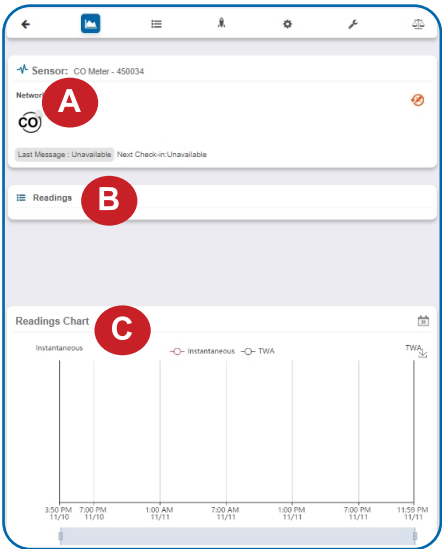 Sensor: CO Meter - 450034
A
CO
Last Message : Unavailable Next Check-in:Unavailable
Readings
B
Readings Chart
C
31
Instantaneous
Instantaneous
TWA
TWA
3:50 PM 7:00 PM 1:00 AM 7:00 AM 1:00 PM 7:00 PM 11:59 PM
11/10 11/10 11/11 11/11 11/11 11/11 11/11